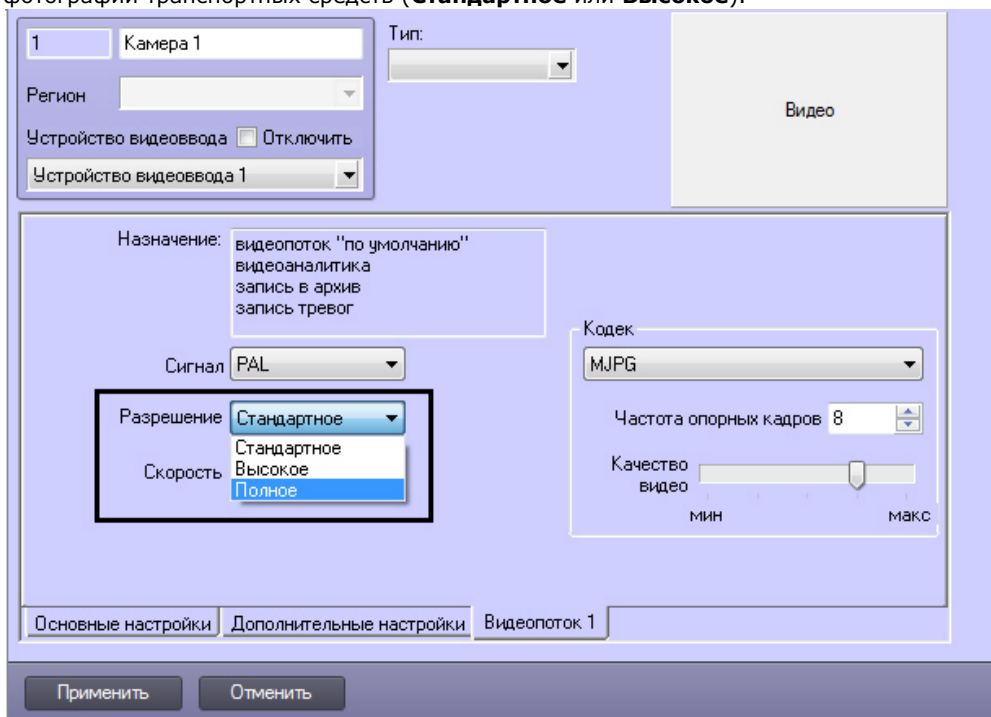 фотографий транспортных средств (Стандартное или Высокое).
1 Камера 1
Тип:
Регион
Видео
Устройство видеоввода Отключить
Устройство видеоввода 1
Назначение:
видеопоток "по умолчанию"
видеоаналитика
запись в архив
запись тревог
Кодек
Сигнал PAL
MJPG
Разрешение Стандартное
Частота опорных кадров 8
Стандартное
Скорость Высокое
Полное
Качество
видео
мин макс
Основные настройки Дополнительные настройки Видеопоток 1
Применить Отменить